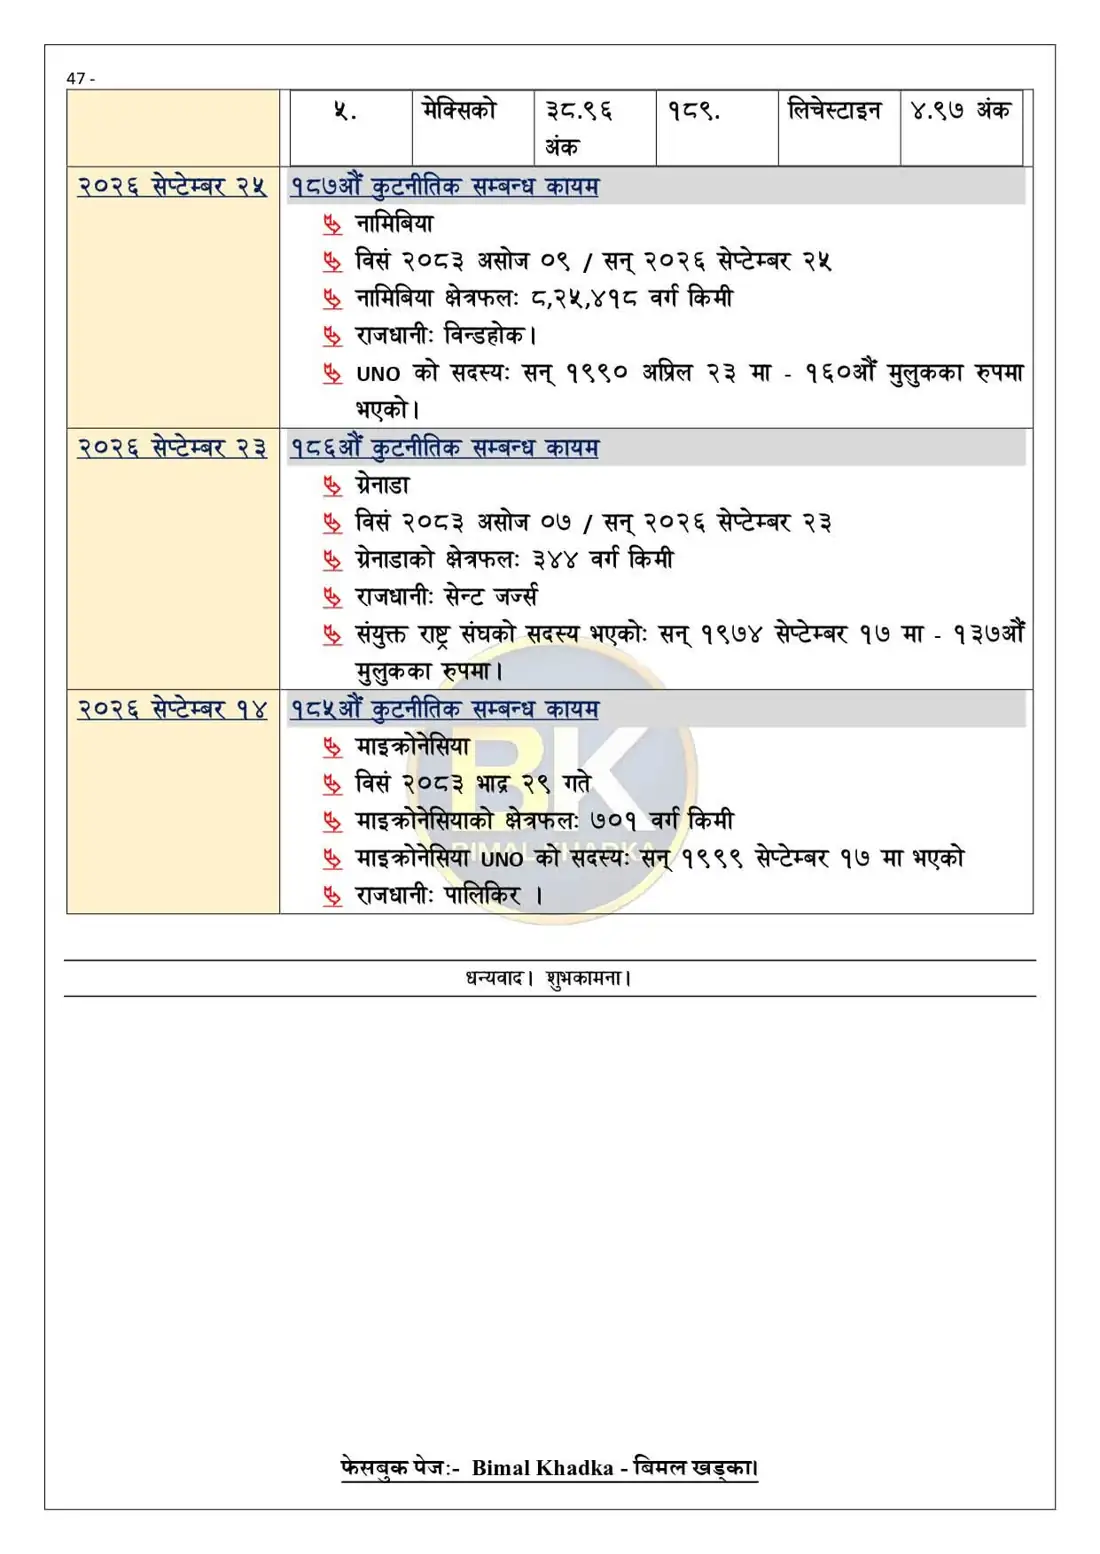 47 -
५. मेक्सिको ३८.९६ १८९. लिचेस्टाइन ४.९७ अंक
अंक
२०२६ सेप्टेम्बर २५ १८७औं कुटनीतिक सम्बन्ध कायम
नामिबिया
विसं २०८३ असोज ०९ / सन् २०२६ सेप्टेम्बर २५
नामिबिया क्षेत्रफलः ८,२५,४१८ वर्ग किमी
राजधानीः विन्डहोक।
UNO को सदस्यः सन् १९९० अप्रिल २३ मा - १६०औं मुलुकका रुपमा
भएको।
२०२६ सेप्टेम्बर २३ १८६औं कुटनीतिक सम्बन्ध कायम
ग्रेनाडा
विसं २०८३ असोज ०७ / सन् २०२६ सेप्टेम्बर २३
ग्रेनाडाको क्षेत्रफलः ३४४ वर्ग किमी
राजधानीः सेन्ट जर्ज्स
संयुक्त राष्ट्र संघको सदस्य भएकोः सन् १९७४ सेप्टेम्बर १७ मा - १३७औं
मुलुकका रुपमा।
२०२६ सेप्टेम्बर १४ १८५औं कुटनीतिक सम्बन्ध कायम
माइक्रोनेसिया
विसं २०८३ भाद्र २९ गते
BK
माइक्रोनेसियाको क्षेत्रफलः ७०१ वर्ग किमी
BIMAL KHADKA
माइक्रोनेसिया UNO को सदस्यः सन् १९९९ सेप्टेम्बर १७ मा भएको
राजधानीः पालिकिर ।
धन्यवाद। शुभकामना।
फेसबुक पेजः- Bimal Khadka - बिमल खड्का।